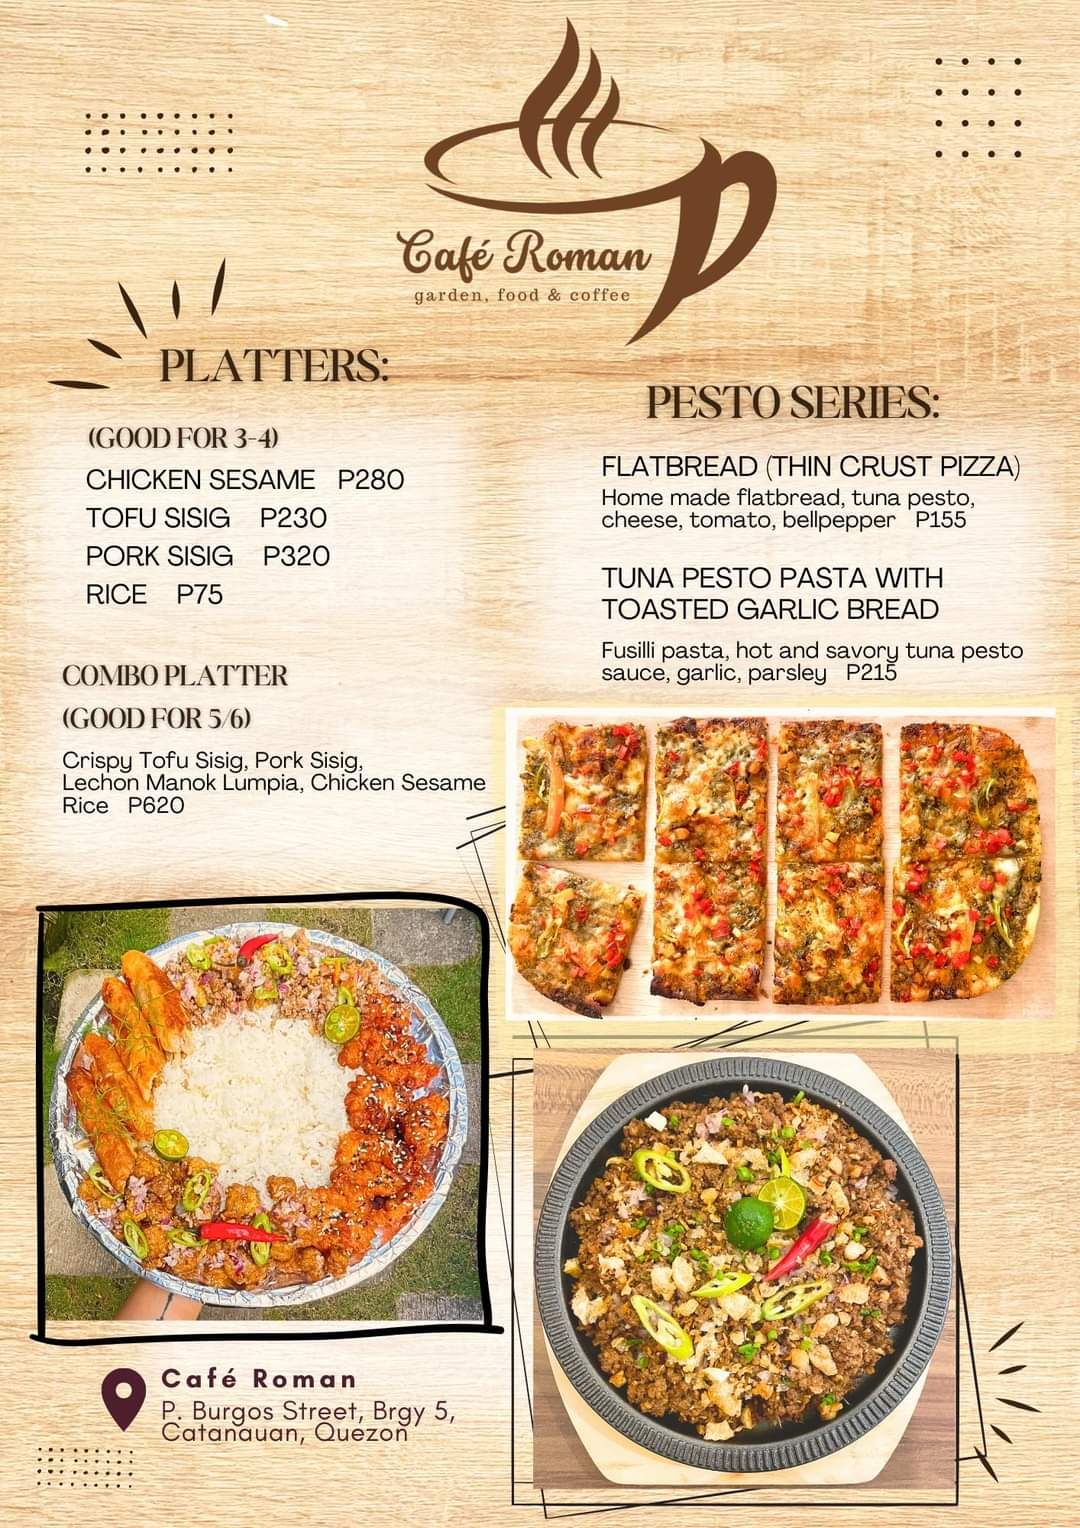 Café Roman
garden, food & coffee
PLATTERS:
(GOOD FOR 3-4)
CHICKEN SESAME P280
TOFU SISIG P230
PORK SISIG P320
RICE P75
COMBO PLATTER
(GOOD FOR 5/6)
Crispy Tofu Sisig, Pork Sisig,
Lechon Manok Lumpia, Chicken Sesame
Rice P620
PESTO SERIES:
FLATBREAD (THIN CRUST PIZZA)
Home made flatbread, tuna pesto,
cheese, tomato, bellpepper P155
TUNA PESTO PASTA WITH
TOASTED GARLIC BREAD
Fusilli pasta, hot and savory tuna pesto
sauce, garlic, parsley P215
Café Roman
P. Burgos Street, Brgy 5,
Catanauan, Quezon